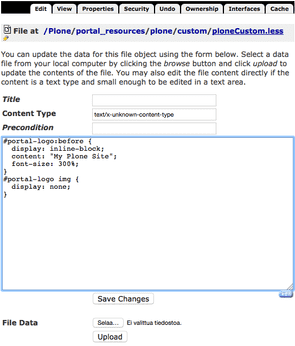 Edit View Properties Security Undo Ownership Interfaces Cache
File at /Plone/portal_resources/plone/custom/ploneCustom.less
You can update the data for this file object using the form below. Select a data
file from your local computer by clicking the browse button and click upload to
update the contents of the file. You may also edit the file content directly if the
content is a text type and small enough to be edited in a text area.
Title
Content Type text/x-unknown-content-type
Precondition
#portal-logo:before {
display: inline-block;
content: "My Plone Site";
font-size: 300%;
}
#portal-logo img {
display: none;
}
Save Changes
File Data Selaa... Ei valittua tiedostoa.
Upload